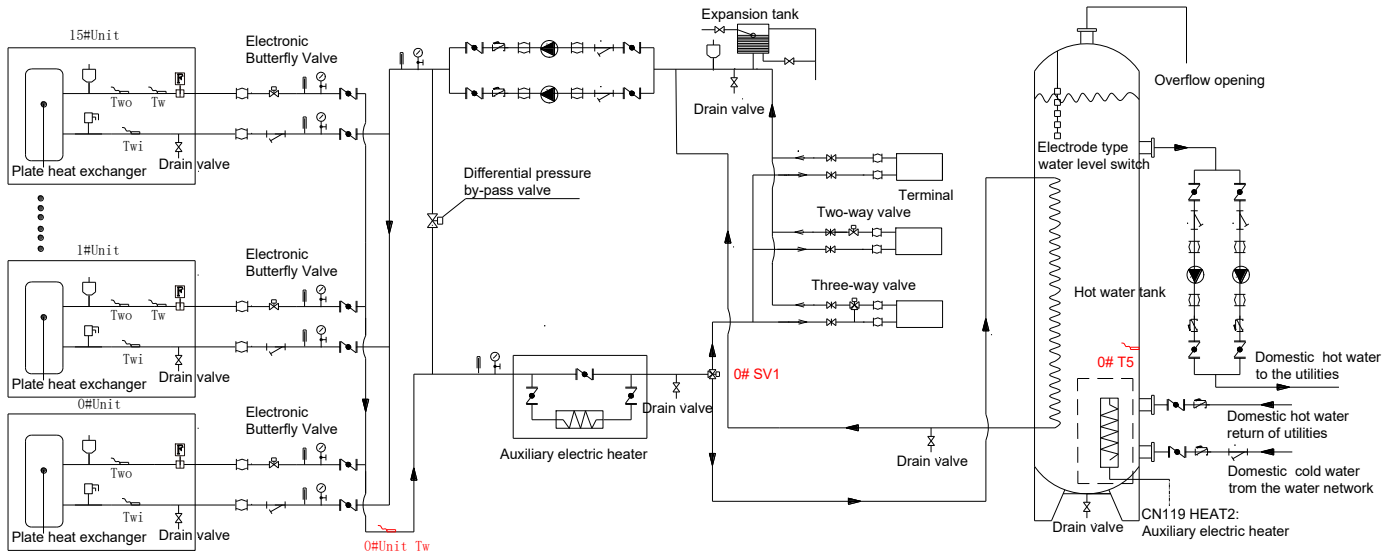 15#Unit
Electronic
Butterfly Valve
F
Two
Tw
Twi
Drain valve
Plate heat exchanger
1#Unit
Electronic
Butterfly Valve
F
Two
Tw
Twi
Drain valve
Plate heat exchanger
0#Unit
Electronic
Butterfly Valve
F
Two
Twi
Drain valve
Plate heat exchanger
0#Unit Tw
Differential pressure
by-pass valve
Auxiliary electric heater
Drain valve
0# SV1
Expansion tank
Drain valve
Terminal
Two-way valve
Three-way valve
Drain valve
Overflow opening
Electrode type
water level switch
Hot water tank
0# T5
Domestic hot water
to the utilities
Domestic hot water
return of utilities
Domestic cold water
trom the water network
CN119 HEAT2:
Auxiliary electric heater
Drain valve